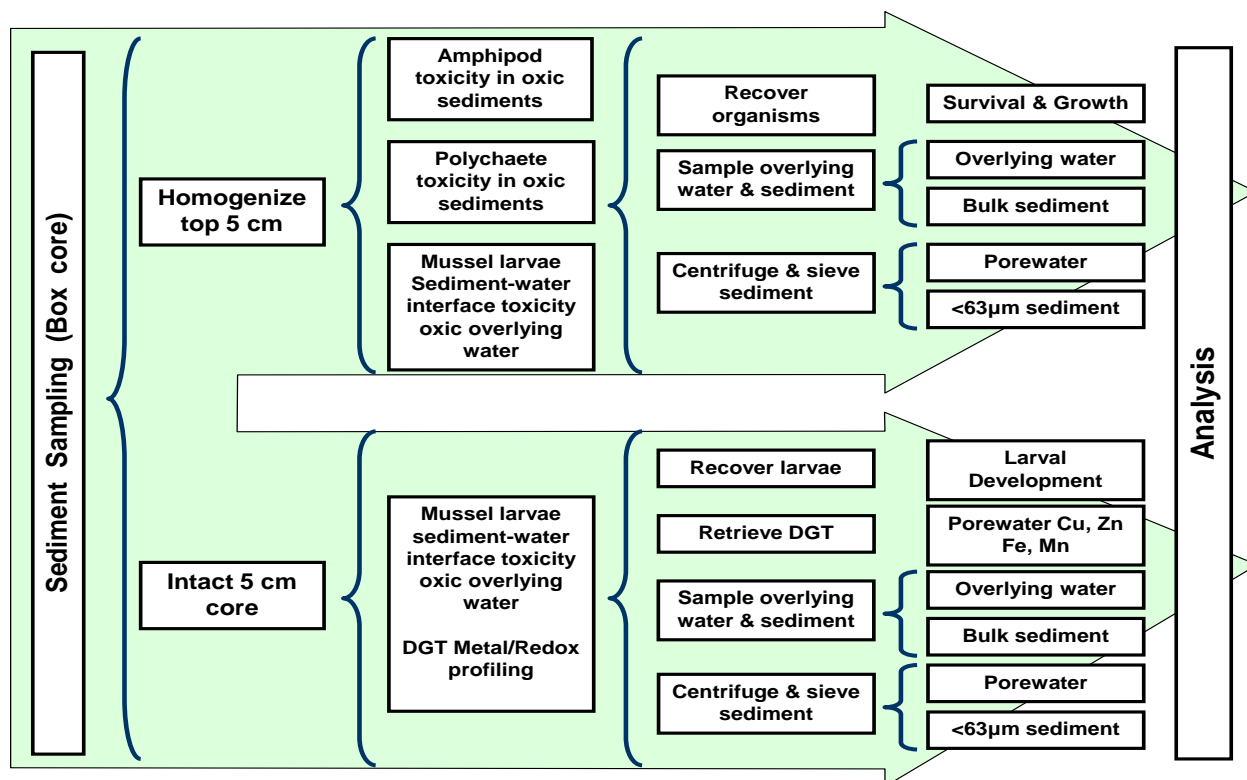 Sediment Sampling (Box core)
Homogenize
top 5 cm
Amphipod
toxicity in oxic
sediments
Polychaete
toxicity in oxic
sediments
Mussel larvae
Sediment-water
interface toxicity
oxic overlying
water
Recover
organisms
Sample overlying
water & sediment
Centrifuge & sieve
sediment
Survival & Growth
Overlying water
Bulk sediment
Porewater
<63µm sediment
Intact 5 cm
core
Mussel larvae
sediment-water
interface toxicity
oxic overlying
water
DGT Metal/Redox
profiling
Recover larvae
Retrieve DGT
Sample overlying
water & sediment
Centrifuge & sieve
sediment
Larval
Development
Porewater Cu, Zn
Fe, Mn
Overlying water
Bulk sediment
Porewater
<63µm sediment
Analysis